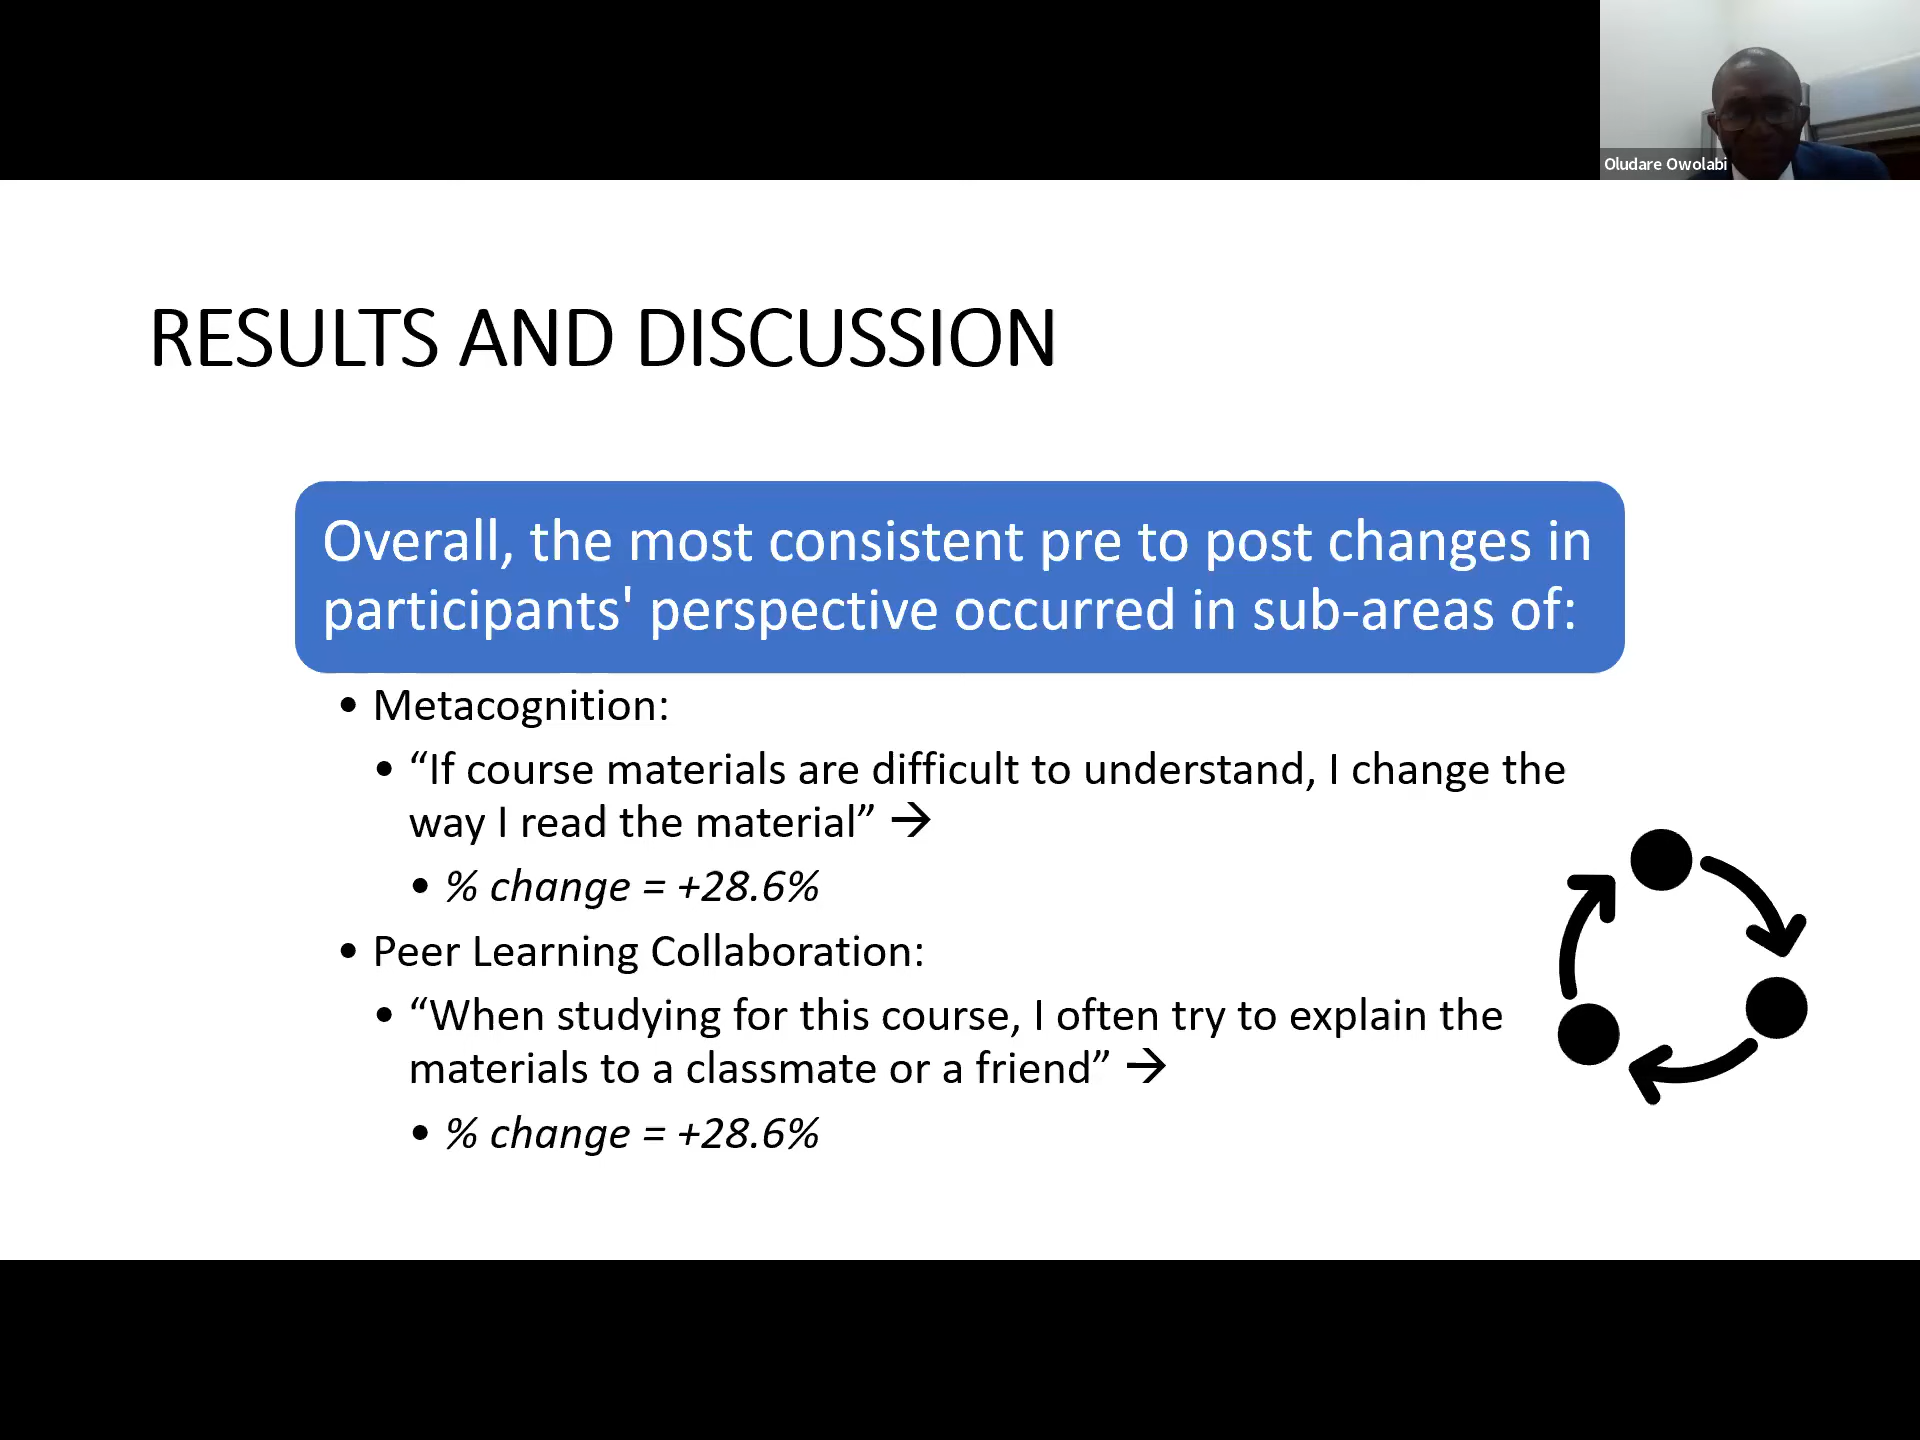 Oludare Owolabi
RESULTS AND DISCUSSION
Overall, the most consistent pre to post changes in
participants' perspective occurred in sub-areas of:
• Metacognition:
• “If course materials are difficult to understand, I change the
way I read the material” →
• % change = +28.6%
• Peer Learning Collaboration:
• “When studying for this course, I often try to explain the
materials to a classmate or a friend” →
• % change = +28.6%